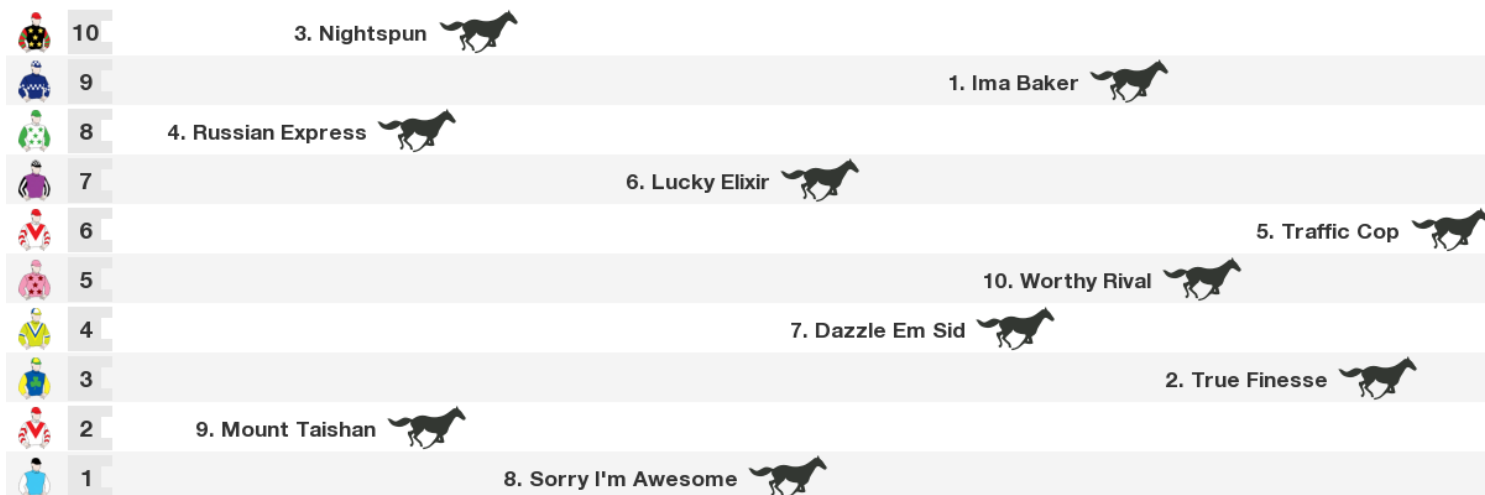 10 3. Nightspun
9 1. Ima Baker
8 4. Russian Express
7 6. Lucky Elixir
6 5. Traffic Cop
5 10. Worthy Rival
4 7. Dazzle Em Sid
3 2. True Finesse
2 9. Mount Taishan
1 8. Sorry I'm Awesome